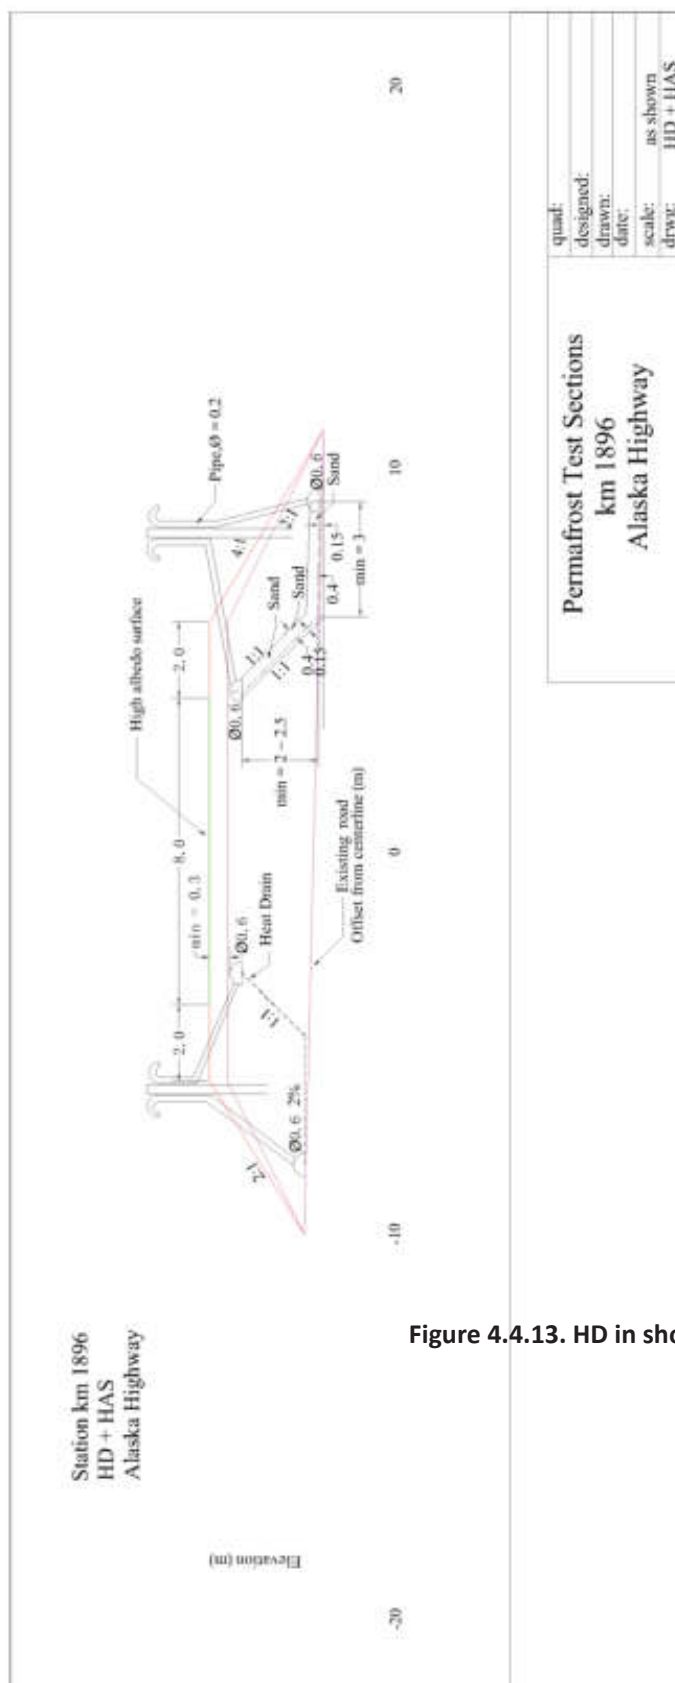 Station km 1896
HD + HAS
Alaska Highway
High albedo surface
2.0
8.0
2.0
min = 0.3
Pipe,Ø = 0.2
2:1
4:1
2:1
Ø0.6
Heat Drain
1:1
Ø0.6 2%
Ø0.6
min = 2 - 2.5
1:1
1:1
Sand
Sand
0.4
0.15
Ø0.6
Sand
0.15
0.4
min = 3
Existing road
Offset from centerline (m)
Elevation (m)
-20
-10
0
10
20
Permafrost Test Sections
km 1896
Alaska Highway
quad:
designed:
drawn:
date:
scale: as shown
drwg: HD + HAS
Figure 4.4.13. HD in sho